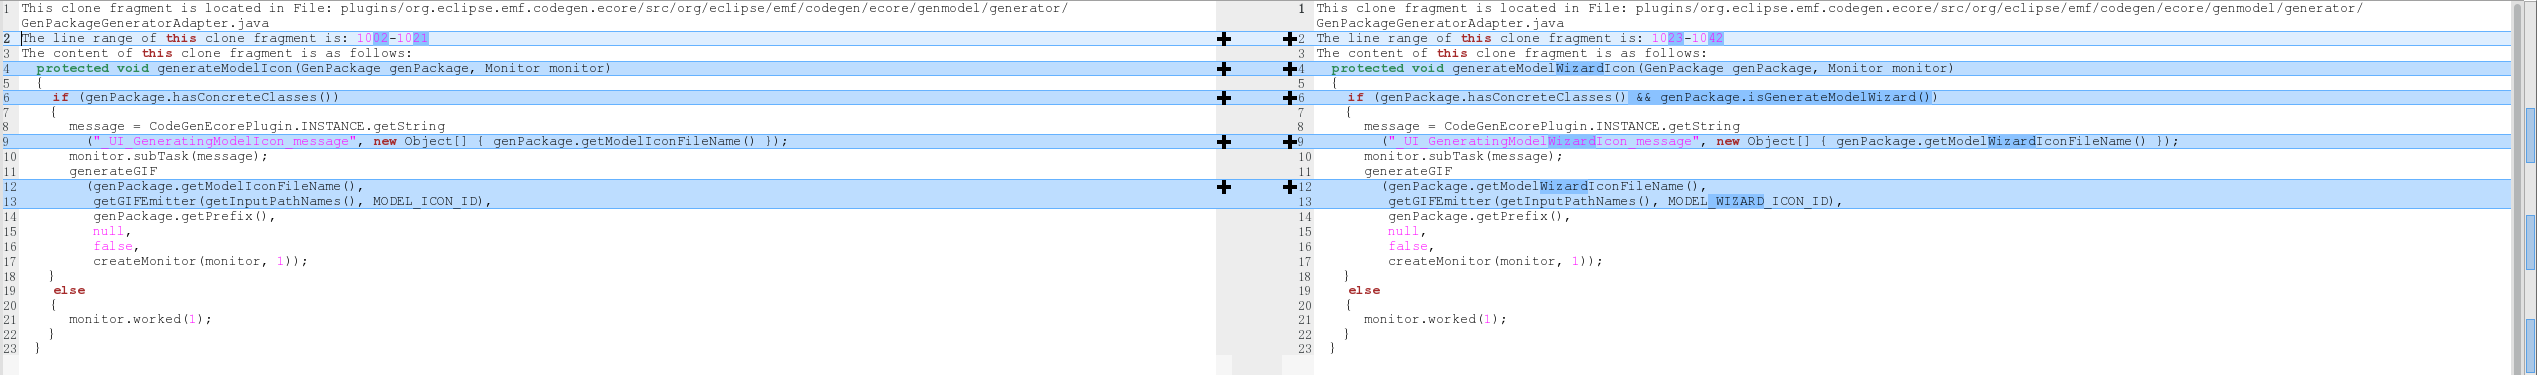 1 This clone fragment is located in File: plugins/org.eclipse.emf.codegen.ecore/src/org/eclipse/emf/codegen/ecore/genmodel/generator/
GenPackageGeneratorAdapter.java
2 The line range of this clone fragment is: 1002-1021
3 The content of this clone fragment is as follows:
4 protected void generateModelIcon(GenPackage genPackage, Monitor monitor)
5 {
6 if (genPackage.hasConcreteClasses())
7 {
8 message = CodeGenEcorePlugin.INSTANCE.getString
9 ("_UI_GeneratingModelIcon_message", new Object[] { genPackage.getModelIconFileName() });
10 monitor.subTask(message);
11 generateGIF
12 (genPackage.getModelIconFileName(),
13 getGIFEmitter(getInputPathNames(), MODEL_ICON_ID),
14 genPackage.getPrefix(),
15 null,
16 false,
17 createMonitor(monitor, 1));
18 }
19 else
20 {
21 monitor.worked(1);
22 }
23 }
1 This clone fragment is located in File: plugins/org.eclipse.emf.codegen.ecore/src/org/eclipse/emf/codegen/ecore/genmodel/generator/
GenPackageGeneratorAdapter.java
2 The line range of this clone fragment is: 1023-1042
3 The content of this clone fragment is as follows:
4 protected void generateModelWizardIcon(GenPackage genPackage, Monitor monitor)
5 {
6 if (genPackage.hasConcreteClasses() && genPackage.isGenerateModelWizard())
7 {
8 message = CodeGenEcorePlugin.INSTANCE.getString
9 ("_UI_GeneratingModelWizardIcon_message", new Object[] { genPackage.getModelWizardIconFileName() });
10 monitor.subTask(message);
11 generateGIF
12 (genPackage.getModelWizardIconFileName(),
13 getGIFEmitter(getInputPathNames(), MODEL_WIZARD_ICON_ID),
14 genPackage.getPrefix(),
15 null,
16 false,
17 createMonitor(monitor, 1));
18 }
19 else
20 {
21 monitor.worked(1);
22 }
23 }